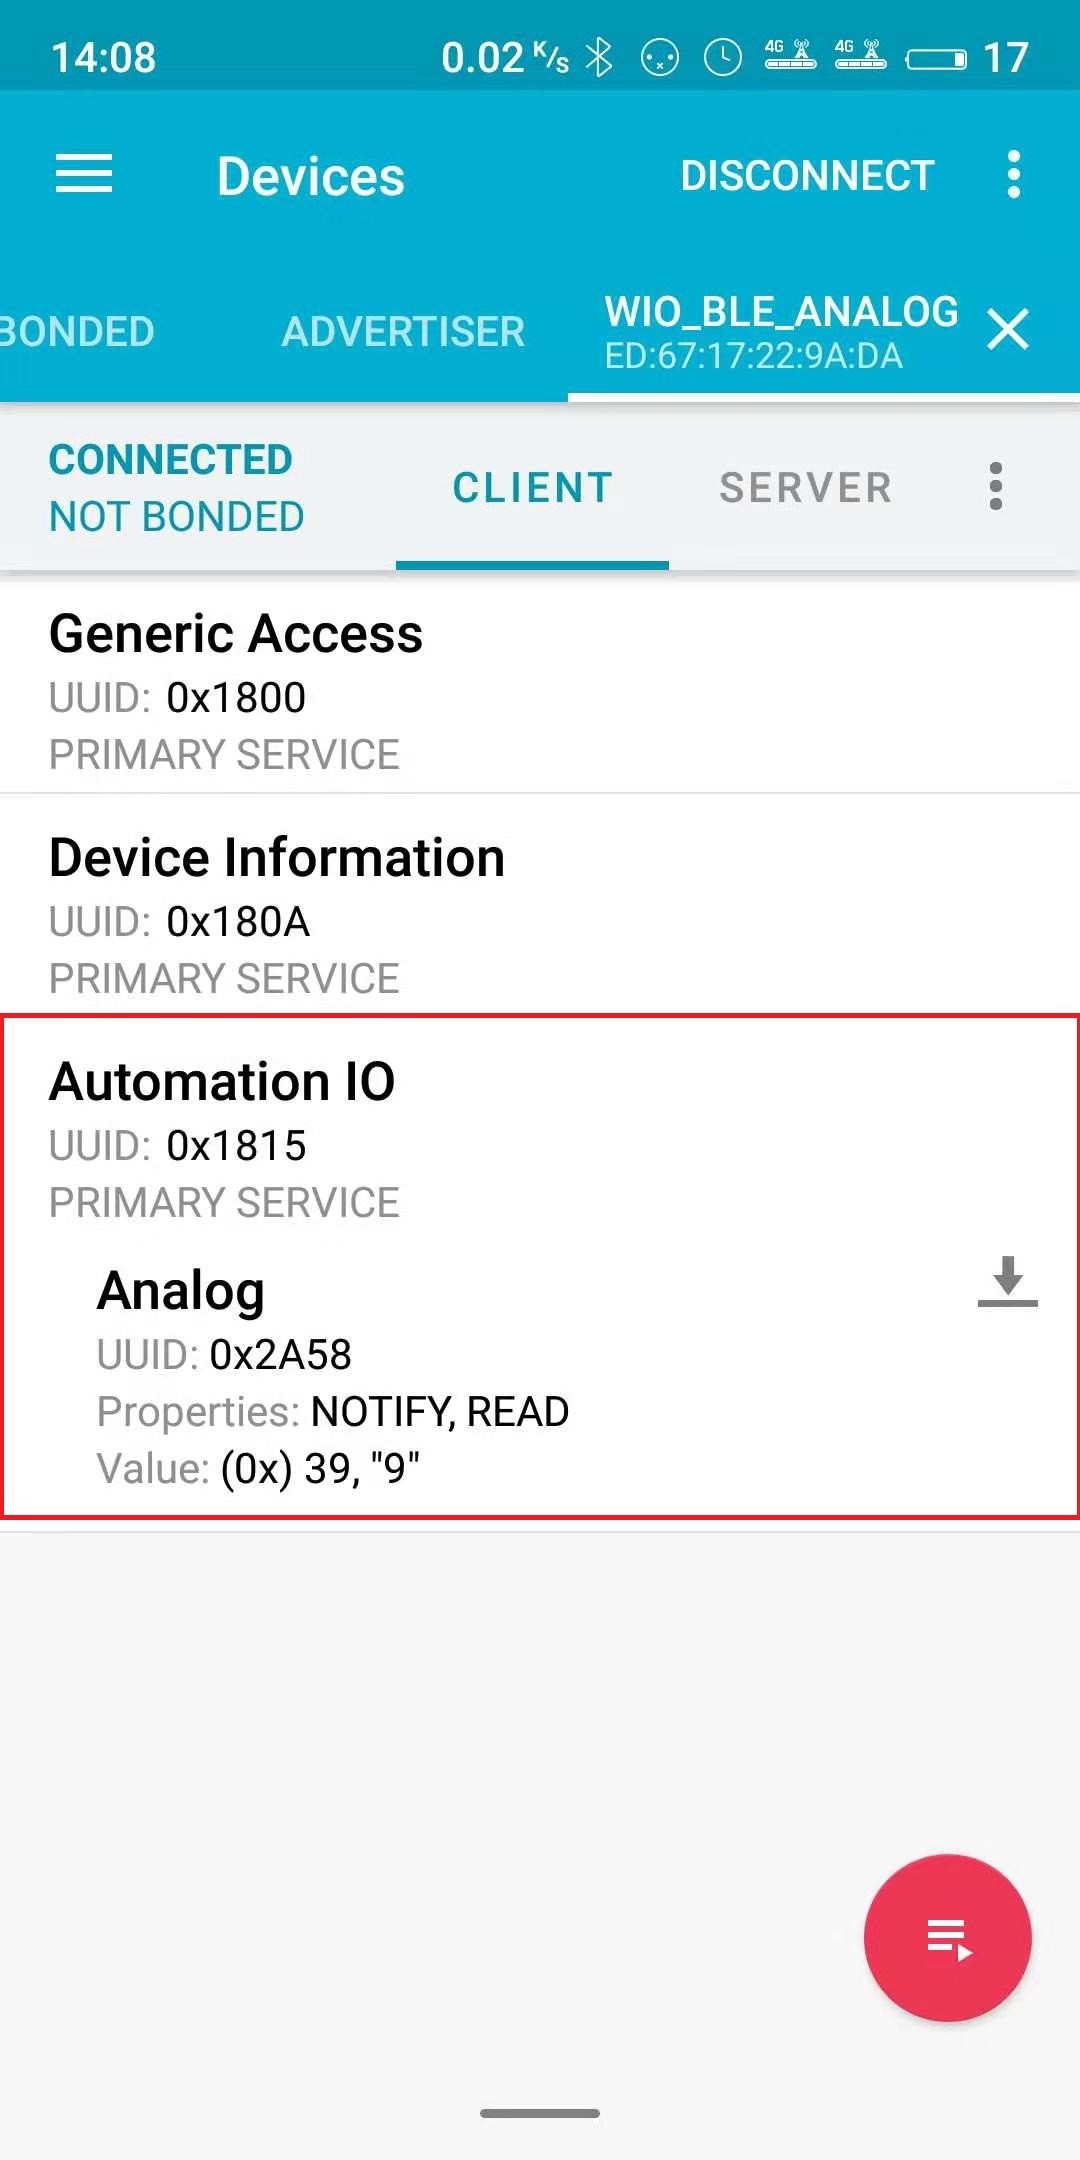 14:08 0.02 K/s 4G 4G 17
Devices DISCONNECT
BONDED ADVERTISER WIO_BLE_ANALOG
ED:67:17:22:9A:DA
CONNECTED
NOT BONDED
CLIENT SERVER
Generic Access
UUID: 0x1800
PRIMARY SERVICE
Device Information
UUID: 0x180A
PRIMARY SERVICE
Automation IO
UUID: 0x1815
PRIMARY SERVICE
Analog
UUID: 0x2A58
Properties: NOTIFY, READ
Value: (0x) 39, "9"